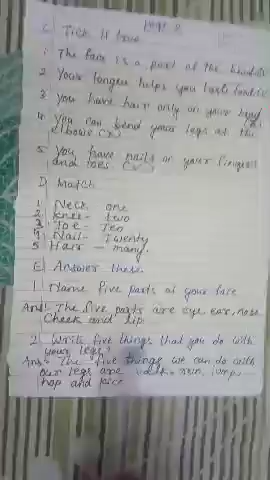 C Tick if true
1 The face is a part of the
2 Your tongue helps you taste food
3 You have hair only on your head
4 You can bend your legs at the
elbows (x)
5 You have nails on your fingers
and toes. (✓)
D Match
1 Neck one
2 Knee - two
3 Toe - Ten
4 Nail - Twenty
5 Hair - many.
E Answer these.
1 Name five parts of your face
Ans:- The five parts are eye, ear, nose
cheek and lip
2 Write five things that you do with
your legs?
Ans:- The five things we can do with
our legs are walk, run, jump,
hop and